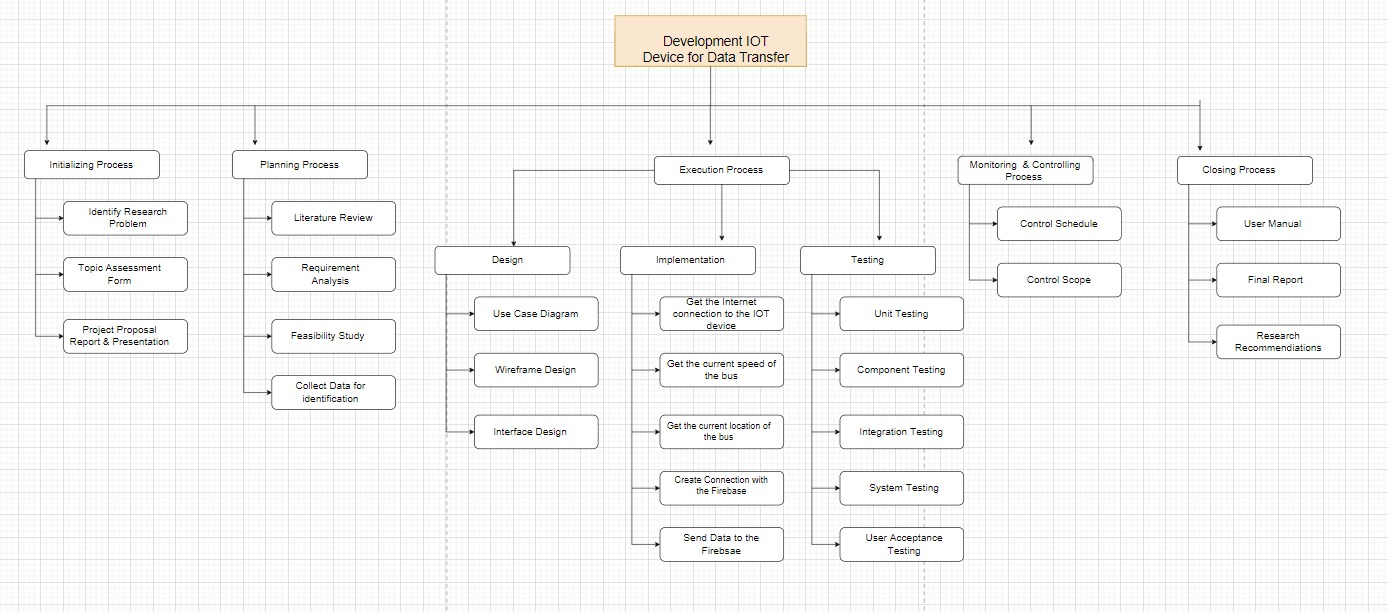 Development IOT
Device for Data Transfer
Initializing Process
Identify Research
Problem
Topic Assessment
Form
Project Proposal
Report & Presentation
Planning Process
Literature Review
Requirement
Analysis
Feasibility Study
Collect Data for
identification
Execution Process
Design
Use Case Diagram
Wireframe Design
Interface Design
Implementation
Get the Internet
connection to the IOT
device
Get the current speed of
the bus
Get the current location of
the bus
Create Connection with
the Firebase
Send Data to the
Firebsae
Testing
Unit Testing
Component Testing
Integration Testing
System Testing
User Acceptance
Testing
Monitoring & Controlling
Process
Control Schedule
Control Scope
Closing Process
User Manual
Final Report
Research
Recommendiations